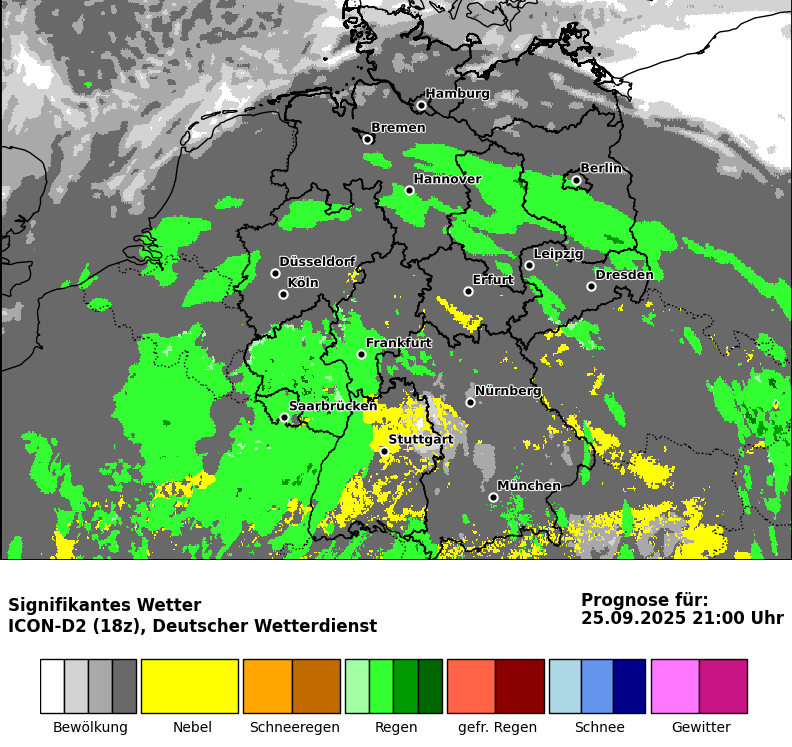 Hamburg
Bremen
Berlin
Hannover
Leipzig
Düsseldorf
Dresden
Erfurt
Köln
Frankfurt
Nürnberg
Saarbrücken
Stuttgart
München
Signifikantes Wetter
ICON-D2 (18z), Deutscher Wetterdienst
Prognose für:
25.09.2025 21:00 Uhr
Bewölkung Nebel Schneeregen Regen gefr. Regen Schnee Gewitter